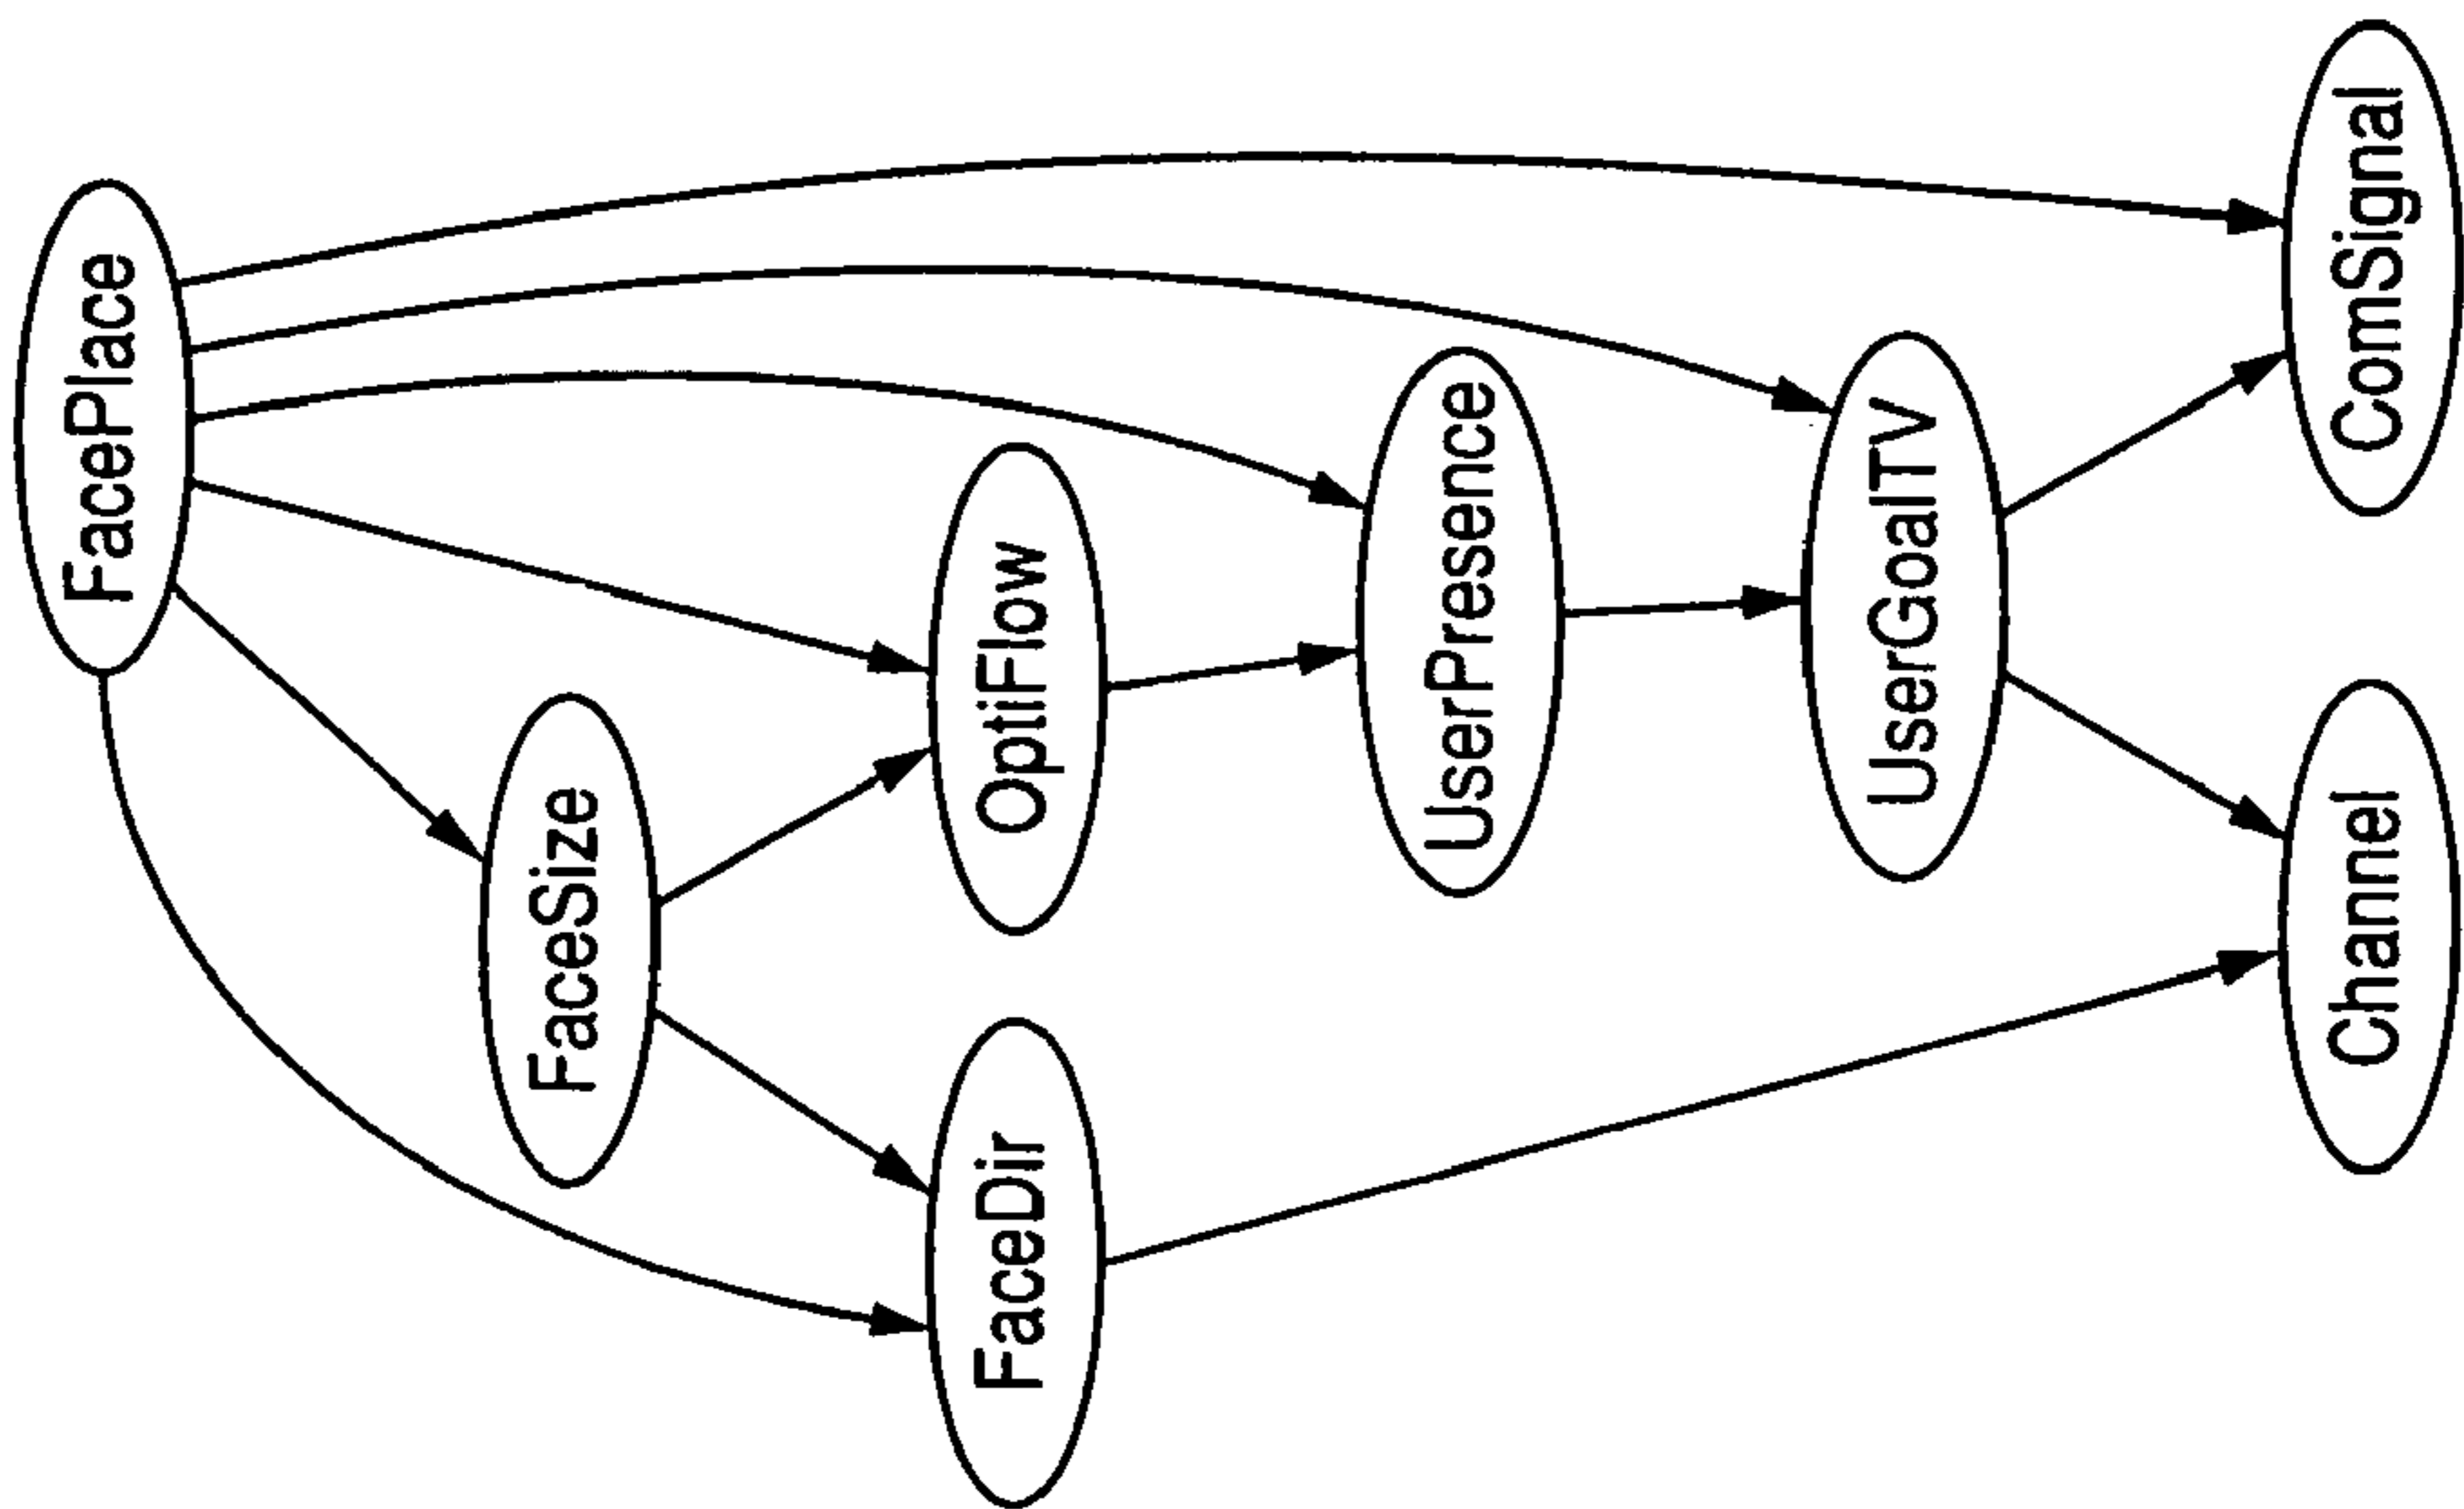 FacePlace
FaceSize
FaceDir
OptiFlow
UserPresence
UserGoalTV
Channel
ComSignal